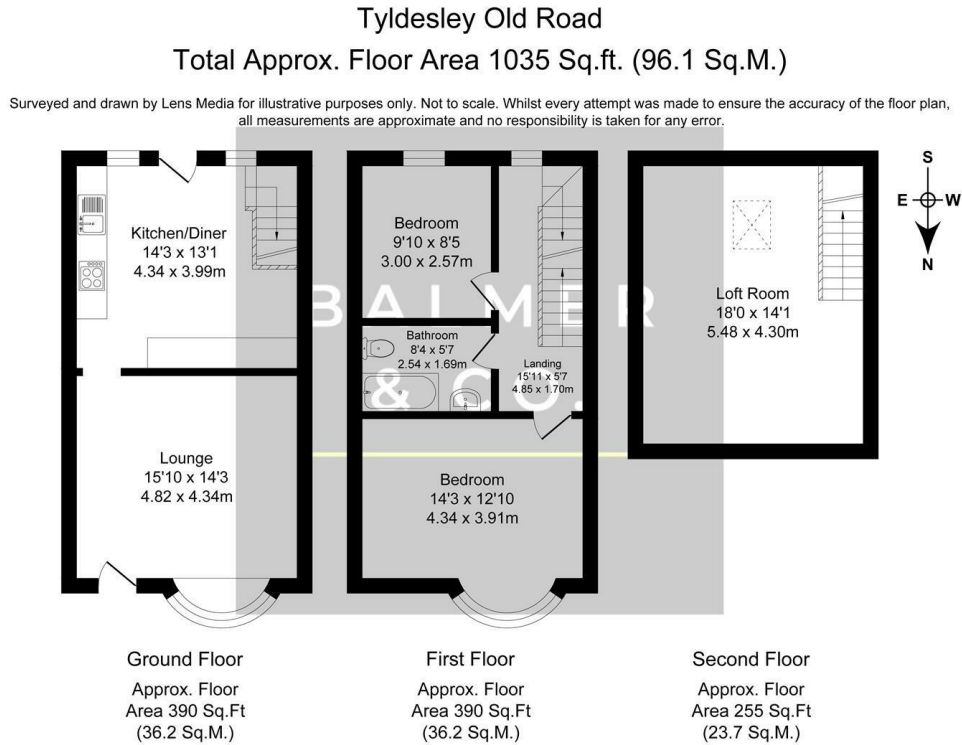 Tyldesley Old Road
Total Approx. Floor Area 1035 Sq.ft. (96.1 Sq.M.)
Surveyed and drawn by Lens Media for illustrative purposes only. Not to scale. Whilst every attempt was made to ensure the accuracy of the floor plan,
all measurements are approximate and no responsibility is taken for any error.
Kitchen/Diner
14'3 x 13'1
4.34 x 3.99m
Lounge
15'10 x 14'3
4.82 x 4.34m
Bedroom
9'10 x 8'5
3.00 x 2.57m
Bathroom
8'4 x 5'7
2.54 x 1.69m
Landing
15'11 x 5'7
4.85 x 1.70m
Bedroom
14'3 x 12'10
4.34 x 3.91m
Loft Room
18'0 x 14'1
5.48 x 4.30m
S
E W
N
BALMER
& CO.
Ground Floor
Approx. Floor
Area 390 Sq.Ft
(36.2 Sq.M.)
First Floor
Approx. Floor
Area 390 Sq.Ft
(36.2 Sq.M.)
Second Floor
Approx. Floor
Area 255 Sq.Ft
(23.7 Sq.M.)